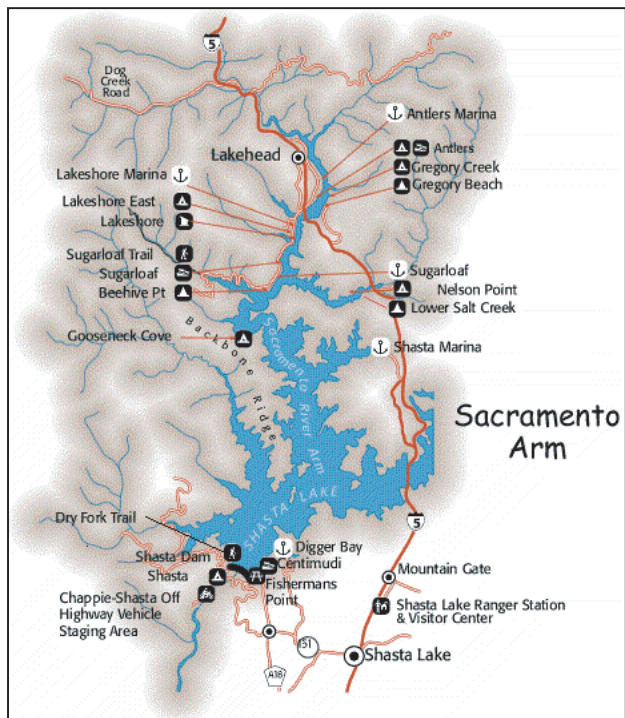 5
Dog
Creek
Road
Antlers Marina
Lakehead
Antlers
Lakeshore Marina
Gregory Creek
Gregory Beach
Lakeshore East
Lakeshore
Sugarloaf Trail
Sugarloaf
Sugarloaf
Nelson Point
Beehive Pt
Lower Salt Creek
Gooseneck Cove
Backbone Ridge
Sacramento River Arm
Shasta Marina
Sacramento
Arm
SHASTA LAKE
5
Dry Fork Trail
Digger Bay
Shasta Dam
Centimudi
Shasta
Fishermans
Point
Mountain Gate
Chappie-Shasta Off
Highway Vehicle
Staging Area
Shasta Lake Ranger Station
& Visitor Center
151
Shasta Lake
A18